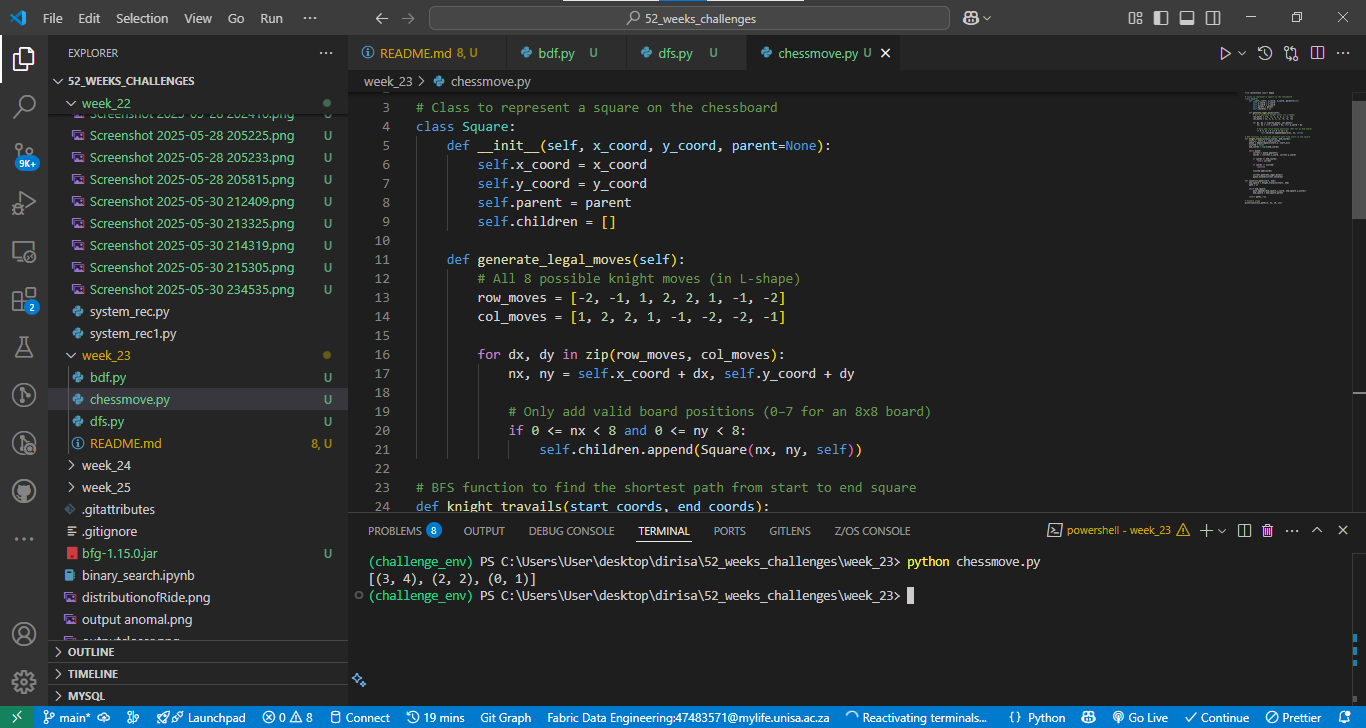 File Edit Selection View Go Run ···
52_weeks_challenges
EXPLORER ···
52_WEEKS_CHALLENGES
week_22
Screenshot 2025-05-28 202410.png U
Screenshot 2025-05-28 205225.png U
Screenshot 2025-05-28 205233.png U
Screenshot 2025-05-28 205815.png U
Screenshot 2025-05-30 212409.png U
Screenshot 2025-05-30 213325.png U
Screenshot 2025-05-30 214319.png U
Screenshot 2025-05-30 215305.png U
Screenshot 2025-05-30 234535.png U
system_rec.py
system_rec1.py
week_23
bdf.py U
chessmove.py U
dfs.py U
README.md 8, U
week_24
week_25
.gitattributes
.gitignore
bfg-1.15.0.jar U
binary_search.ipynb
distributionofRide.png
output anomal.png
OUTLINE
TIMELINE
MYSQL
9K+
2
README.md 8, U
bdf.py U
dfs.py U
chessmove.py U
week_23 > chessmove.py
3 # Class to represent a square on the chessboard
4 class Square:
5 def __init__(self, x_coord, y_coord, parent=None):
6 self.x_coord = x_coord
7 self.y_coord = y_coord
8 self.parent = parent
9 self.children = []
10
11 def generate_legal_moves(self):
12 # All 8 possible knight moves (in L-shape)
13 row_moves = [-2, -1, 1, 2, 2, 1, -1, -2]
14 col_moves = [1, 2, 2, 1, -1, -2, -2, -1]
15
16 for dx, dy in zip(row_moves, col_moves):
17 nx, ny = self.x_coord + dx, self.y_coord + dy
18
19 # Only add valid board positions (0–7 for an 8x8 board)
20 if 0 <= nx < 8 and 0 <= ny < 8:
21 self.children.append(Square(nx, ny, self))
22
23 # BFS function to find the shortest path from start to end square
24 def knight_travails(start_coords, end_coords):
PROBLEMS 8 OUTPUT DEBUG CONSOLE TERMINAL PORTS GITLENS Z/OS CONSOLE
powershell - week_23
(challenge_env) PS C:\Users\User\desktop\dirisa\52_weeks_challenges\week_23> python chessmove.py
[(3, 4), (2, 2), (0, 1)]
(challenge_env) PS C:\Users\User\desktop\dirisa\52_weeks_challenges\week_23>
main* Launchpad 0 8 Connect 19 mins Git Graph Fabric Data Engineering:47483571@mylife.unisa.ac.za Reactivating terminals... {} Python Go Live Continue Prettier